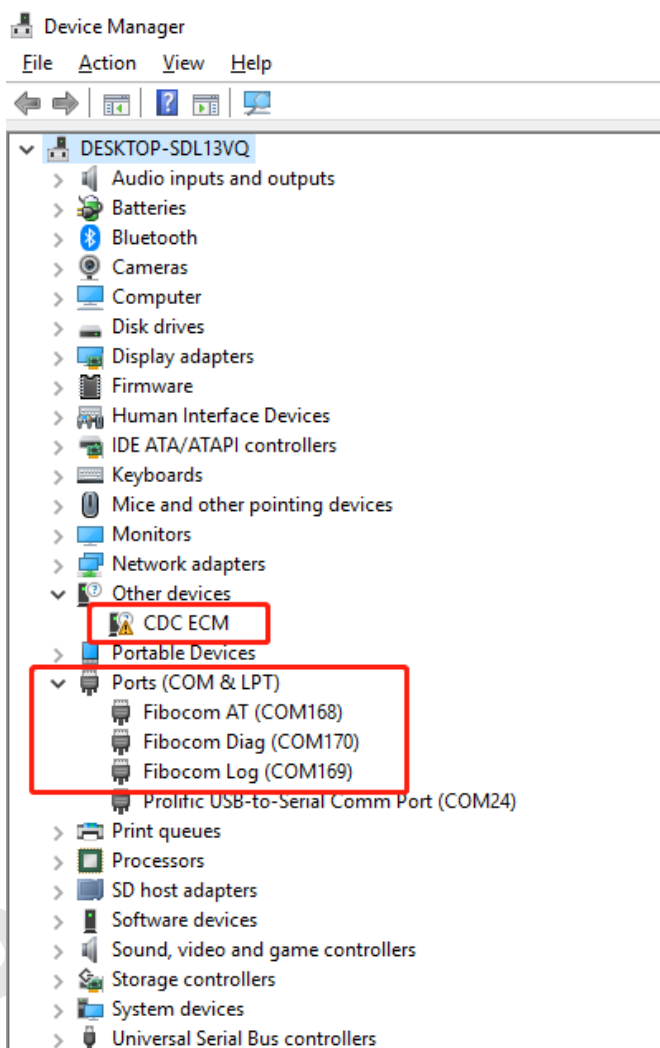 Device Manager
File Action View Help
DESKTOP-SDL13VQ
Audio inputs and outputs
Batteries
Bluetooth
Cameras
Computer
Disk drives
Display adapters
Firmware
Human Interface Devices
IDE ATA/ATAPI controllers
Keyboards
Mice and other pointing devices
Monitors
Network adapters
Other devices
CDC ECM
Portable Devices
Ports (COM & LPT)
Fibocom AT (COM168)
Fibocom Diag (COM170)
Fibocom Log (COM169)
Prolific USB-to-Serial Comm Port (COM24)
Print queues
Processors
SD host adapters
Software devices
Sound, video and game controllers
Storage controllers
System devices
Universal Serial Bus controllers